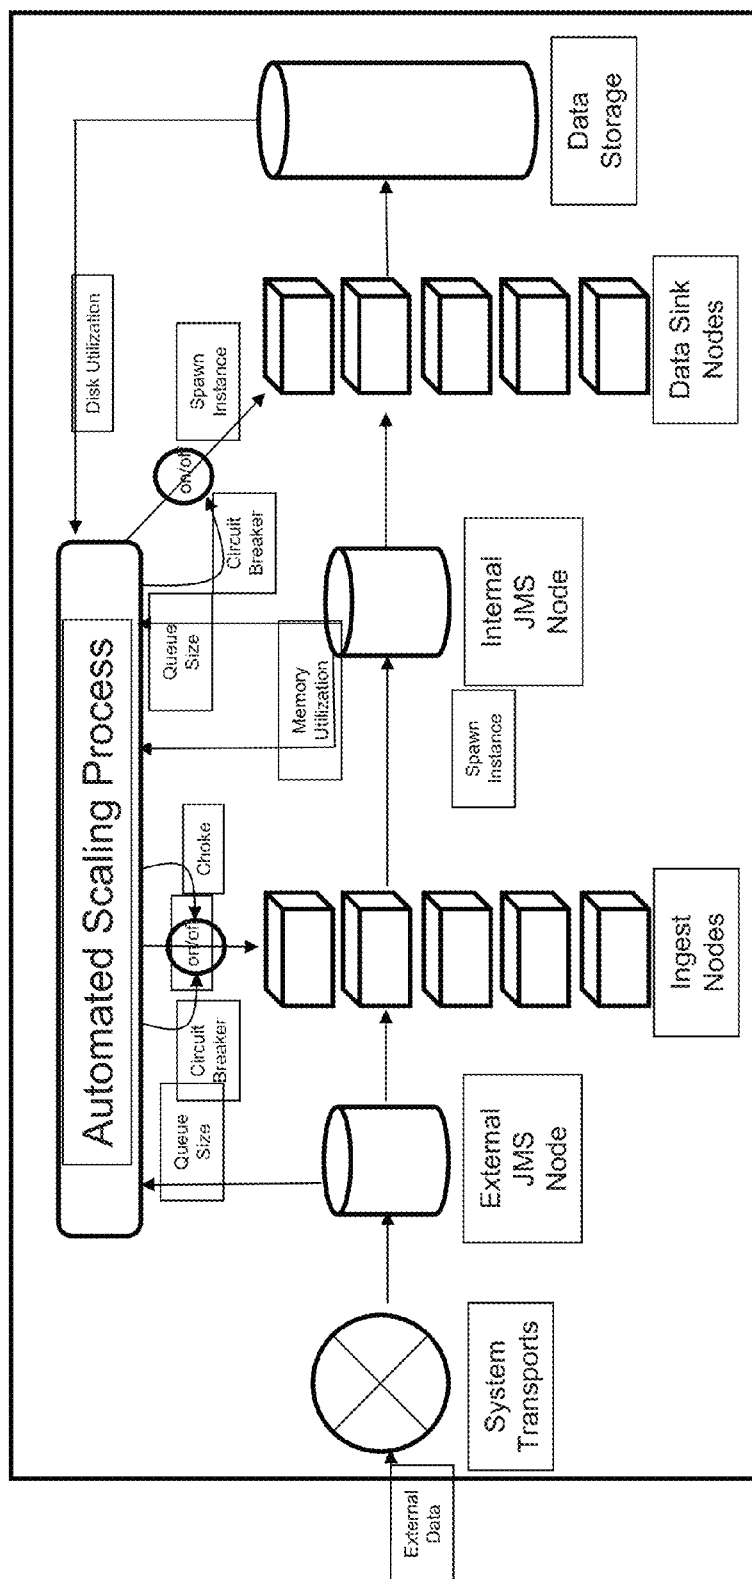 Automated Scaling Process
Disk Utilization
Queue
Size
Circuit
Breaker
on/off
Choke
Memory
Utilization
Queue
Size
Circuit
Breaker
on/off
Spawn
Instance
External
Data
System
Transports
External
JMS
Node
Ingest
Nodes
Spawn
Instance
Internal
JMS
Node
Data Sink
Nodes
Data
Storage